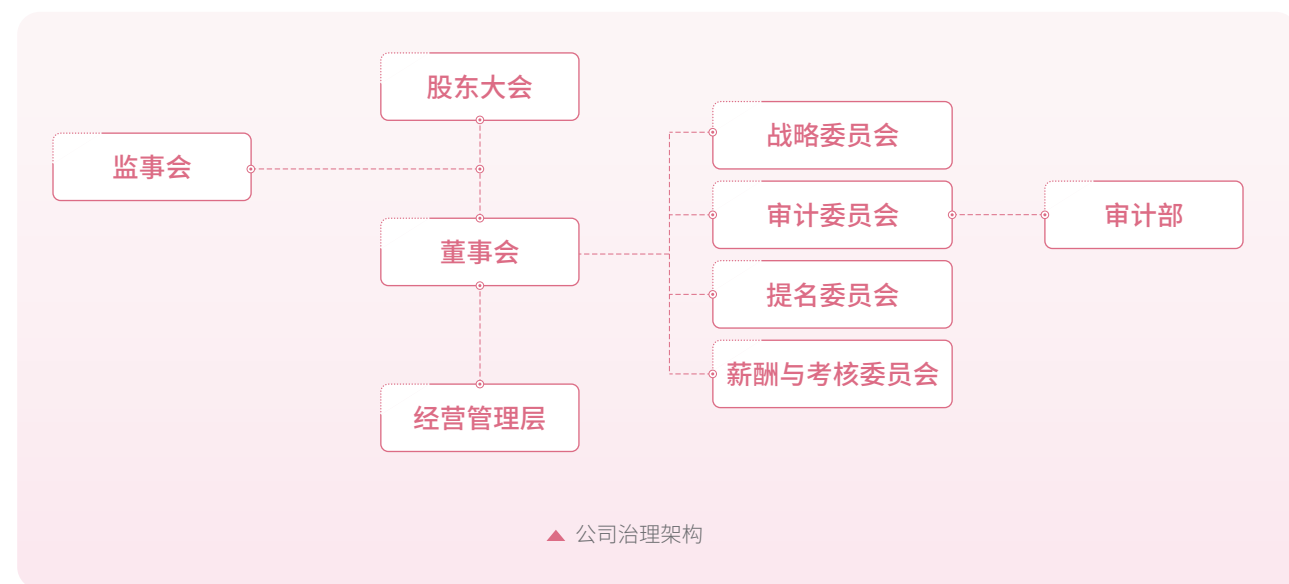 股东大会
监事会
董事会
经营管理层
战略委员会
审计委员会
提名委员会
薪酬与考核委员会
审计部
公司治理架构